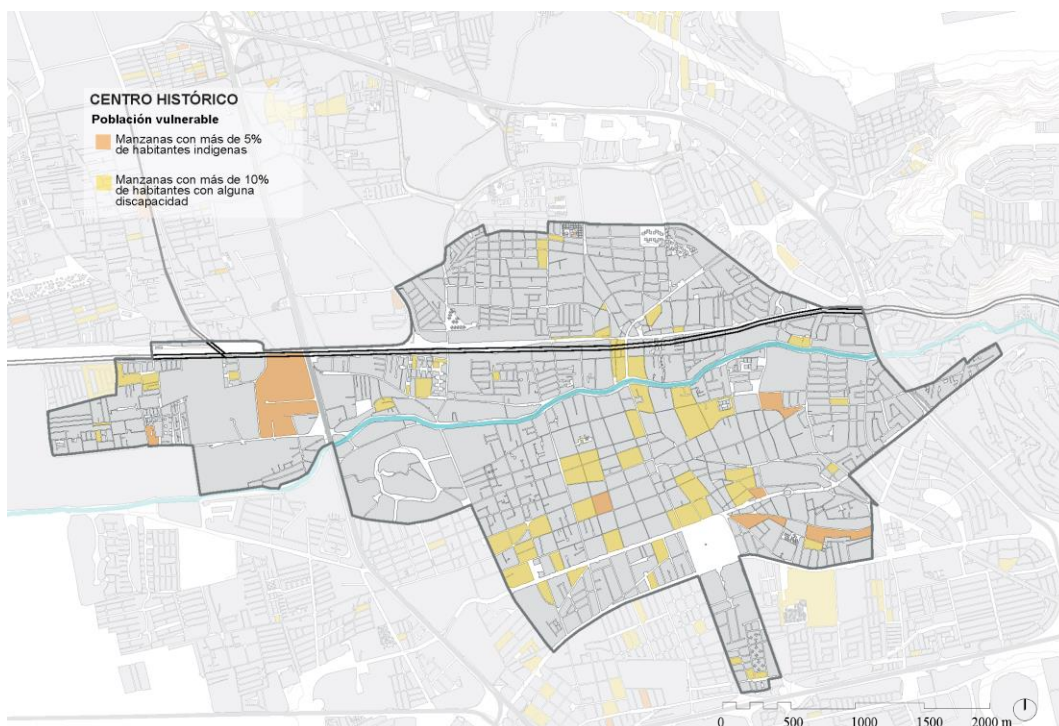 CENTRO HISTÓRICO
Población vulnerable
Manzanas con más de 5%
de habitantes indigenas
Manzanas con más de 10%
de habitantes con alguna
discapacidad
0 500 1000 1500 2000 m